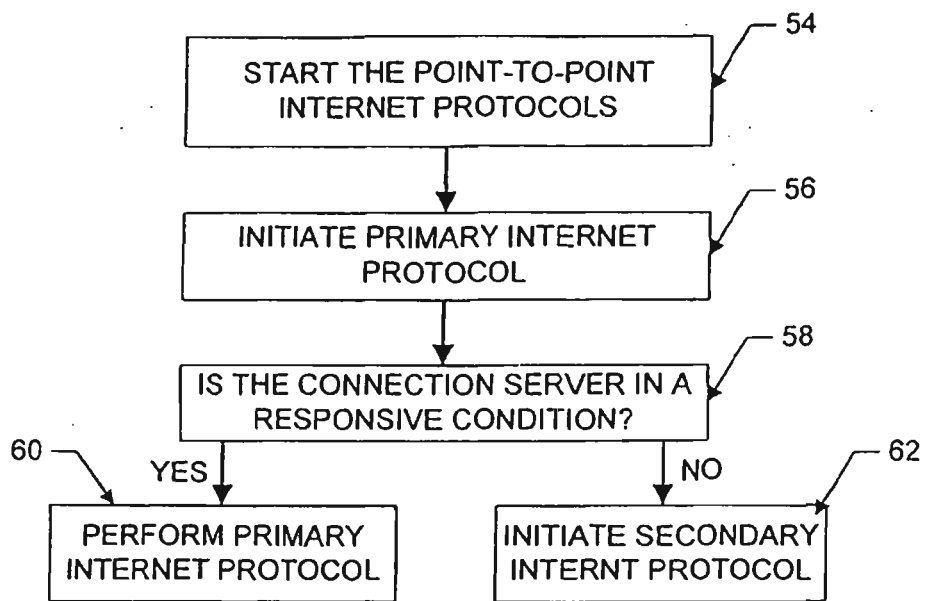 54
START THE POINT-TO-POINT
INTERNET PROTOCOLS
56
INITIATE PRIMARY INTERNET
PROTOCOL
58
IS THE CONNECTION SERVER IN A
RESPONSIVE CONDITION?
60
YES
NO
62
PERFORM PRIMARY
INTERNET PROTOCOL
INITIATE SECONDARY
INTERNT PROTOCOL